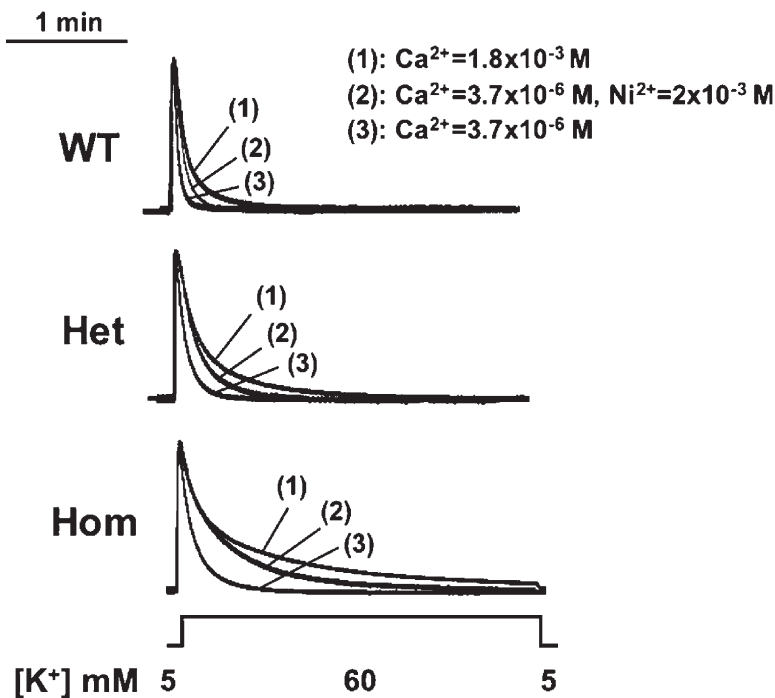 1 min
(1): Ca²⁺=1.8x10⁻³ M
(2): Ca²⁺=3.7x10⁻⁶ M, Ni²⁺=2x10⁻³ M
(3): Ca²⁺=3.7x10⁻⁶ M
WT
(1)
(2)
(3)
Het
(1)
(2)
(3)
Hom
(1)
(2)
(3)
[K⁺] mM 5 60 5